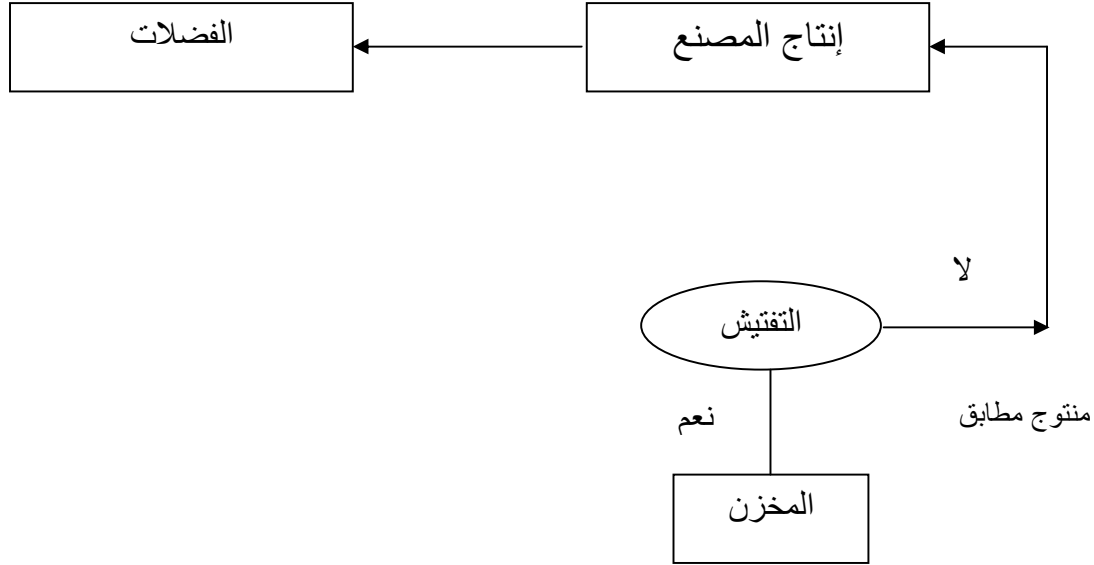 إنتاج المصنع
الفضلات
لا
التفتيش
منتوج مطابق
نعم
المخزن